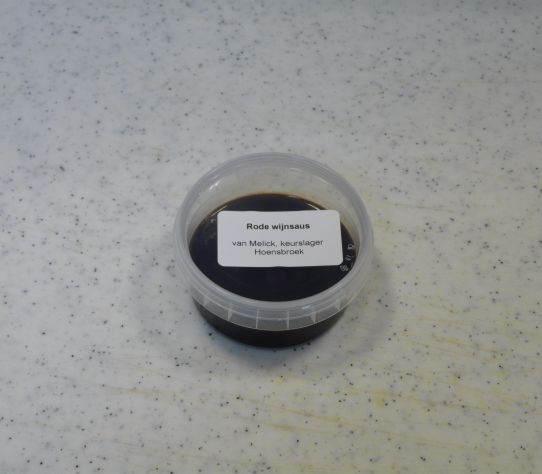 Rode wijnsaus
van Melick, keurslager
Hoensbroek